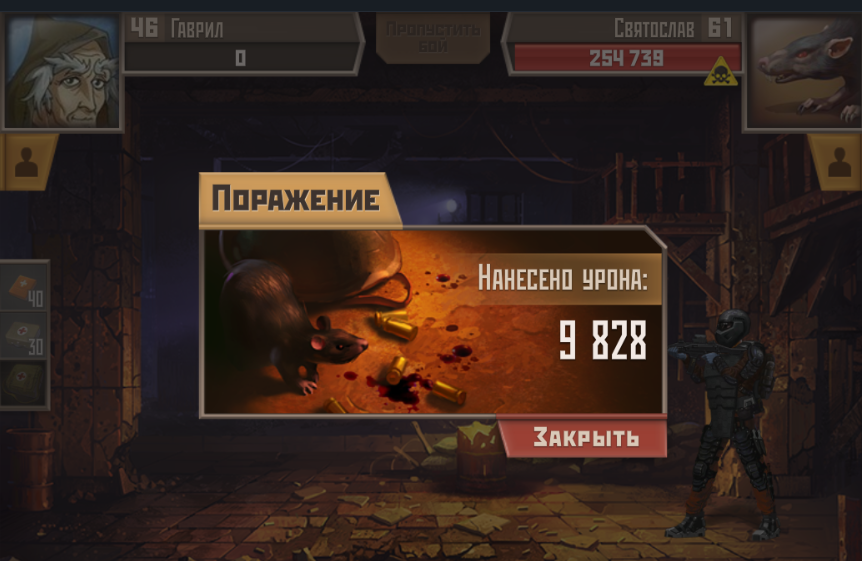 46 Гаврил
0
Пропустить
бой
Святослав 61
254 739
Поражение
Нанесено урона:
9 828
40
30
Закрыть